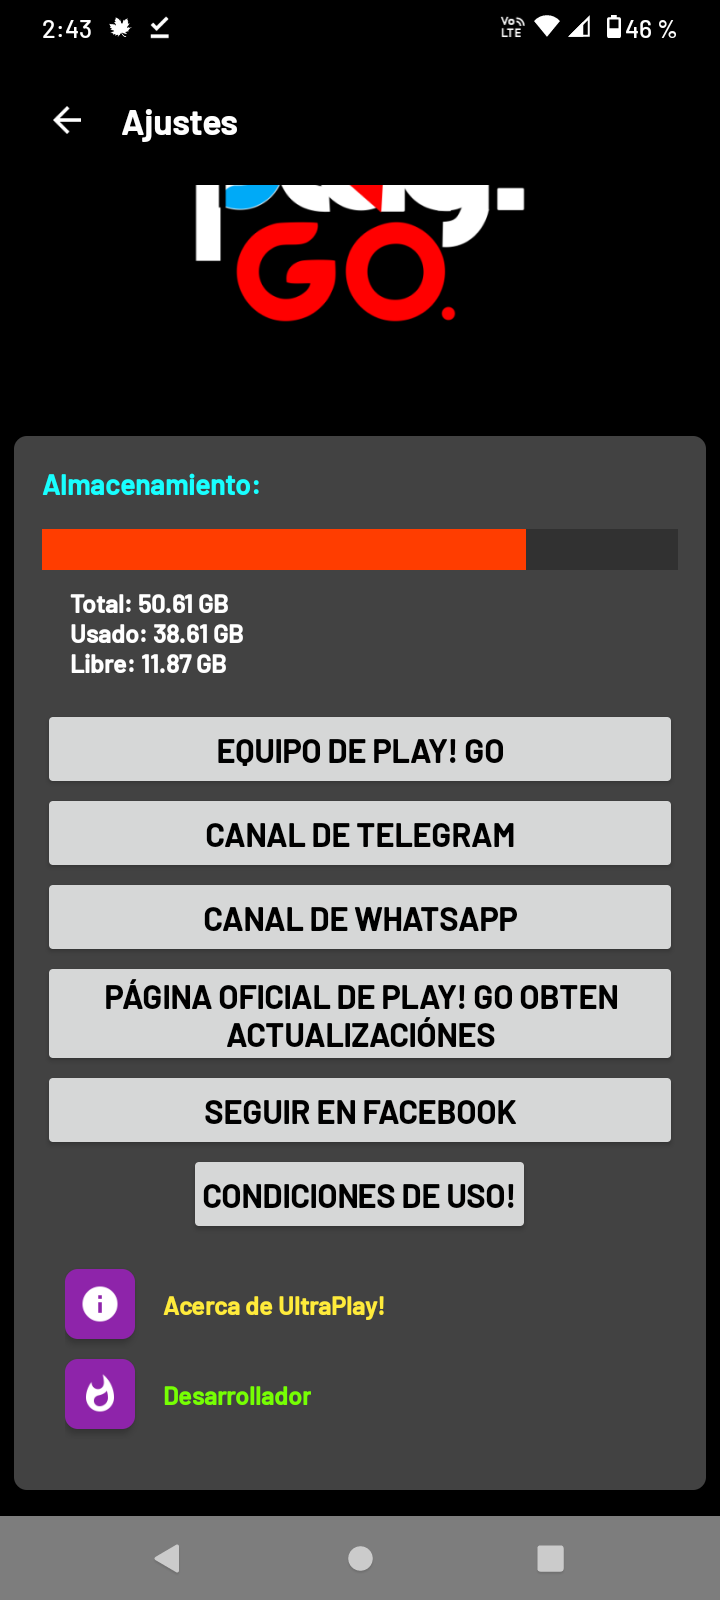 2:43
Vo LTE
46 %
Ajustes
play!
GO.
Almacenamiento:
Total: 50.61 GB
Usado: 38.61 GB
Libre: 11.87 GB
EQUIPO DE PLAY! GO
CANAL DE TELEGRAM
CANAL DE WHATSAPP
PÁGINA OFICIAL DE PLAY! GO OBTEN
ACTUALIZACIÓNES
SEGUIR EN FACEBOOK
CONDICIONES DE USO!
Acerca de UltraPlay!
Desarrollador